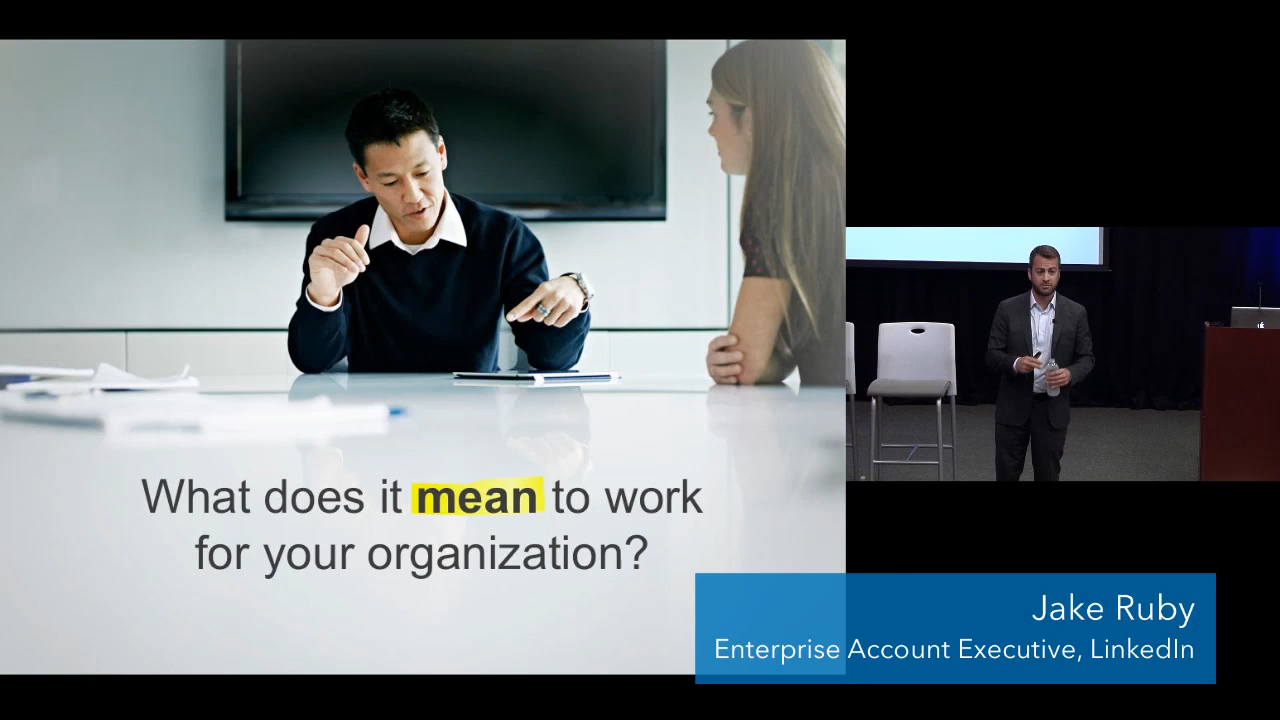 What does it mean to work
for your organization?
Jake Ruby
Enterprise Account Executive, LinkedIn